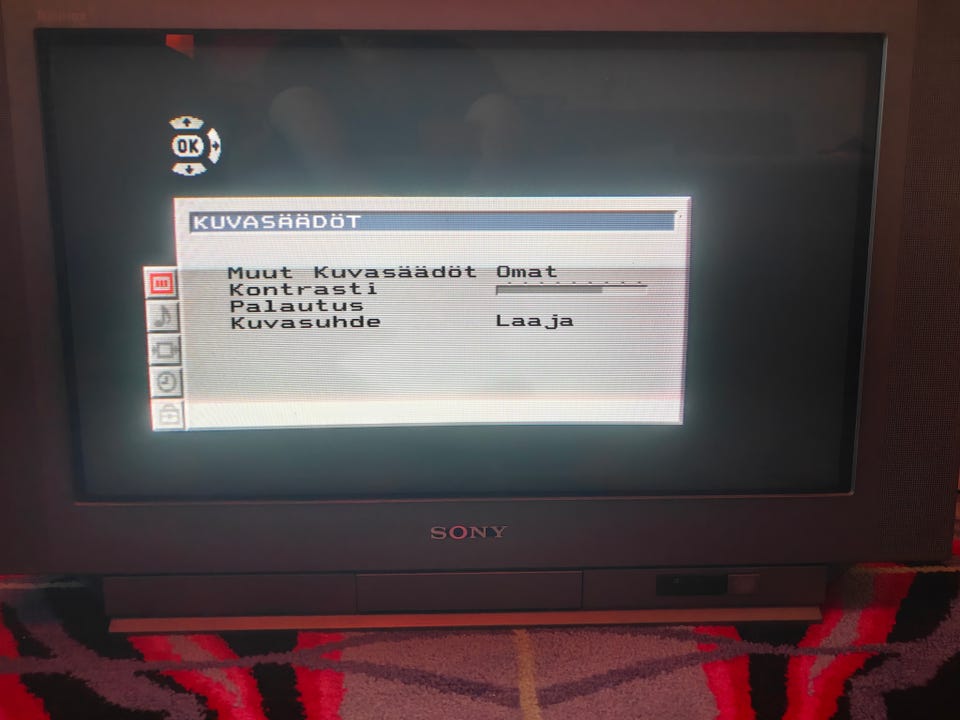 OK
KUVASÄÄDÖT
Muut Kuvasäädöt Omat
Kontrasti
Palautus
Kuvasuhde Laaja
SONY